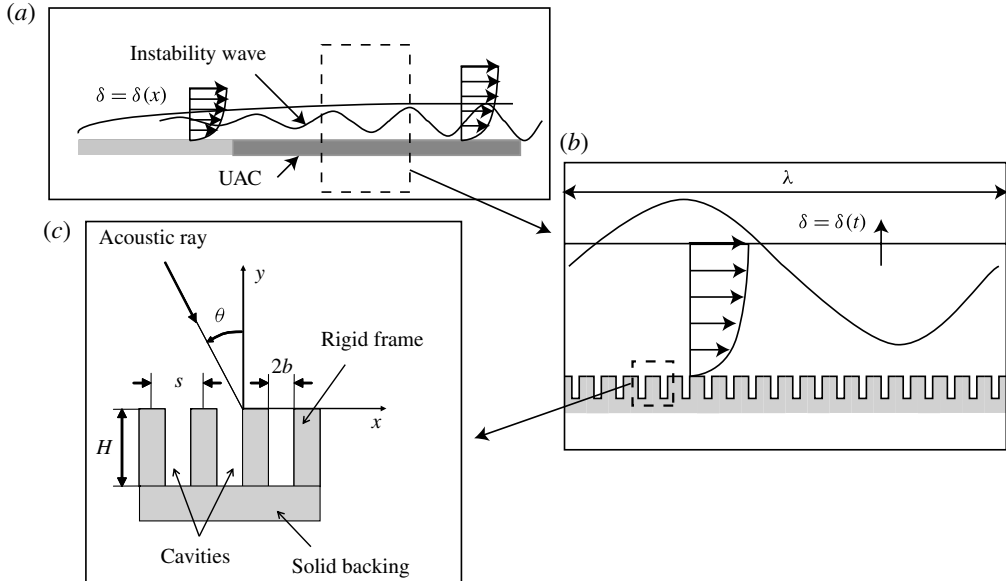 (a)
Instability wave
δ = δ(x)
UAC
(b)
λ
δ = δ(t)
(c)
Acoustic ray
y
θ
Rigid frame
s
2b
x
H
Cavities
Solid backing